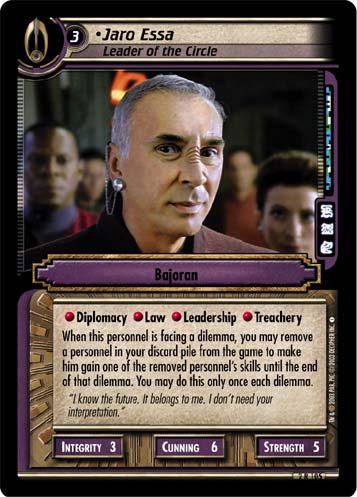 3
•Jaro Essa
Leader of the Circle
Bajoran
Diplomacy Law Leadership Treachery
When this personnel is facing a dilemma, you may remove
a personnel in your discard pile from the game to make
him gain one of the removed personnel's skills until the end
of that dilemma. You may do this only once each dilemma.
"I know the future. It belongs to me. I don't need your
interpretation."
INTEGRITY 3 CUNNING 6 STRENGTH 5
2 R 105